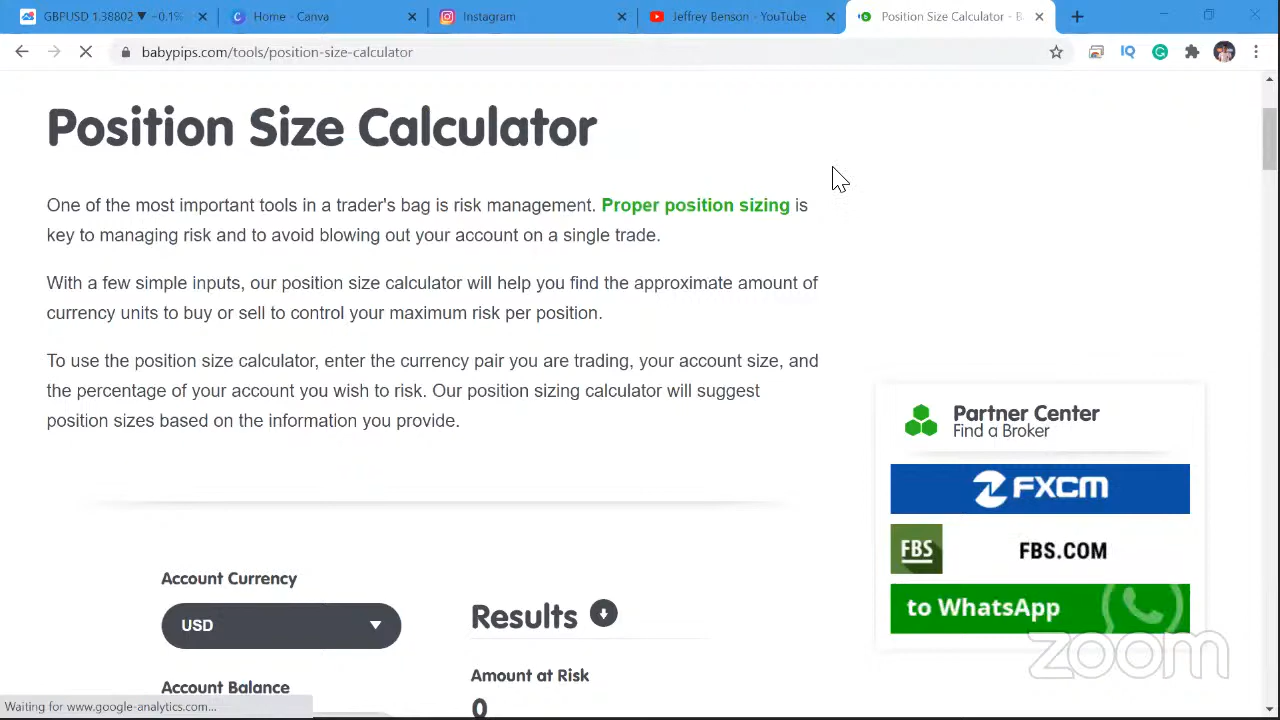 GBPUSD 1.38802 ▼ −0.1%
Home - Canva
Instagram
Jeffrey Benson - YouTube
Position Size Calculator - B
babypips.com/tools/position-size-calculator
IQ
Position Size Calculator
One of the most important tools in a trader's bag is risk management. Proper position sizing is
key to managing risk and to avoid blowing out your account on a single trade.
With a few simple inputs, our position size calculator will help you find the approximate amount of
currency units to buy or sell to control your maximum risk per position.
To use the position size calculator, enter the currency pair you are trading, your account size, and
the percentage of your account you wish to risk. Our position sizing calculator will suggest
position sizes based on the information you provide.
Partner Center
Find a Broker
FXCM
FBS
FBS.COM
to WhatsApp
Account Currency
USD
Results
Amount at Risk
0
Account Balance
zoom
Waiting for www.google-analytics.com...